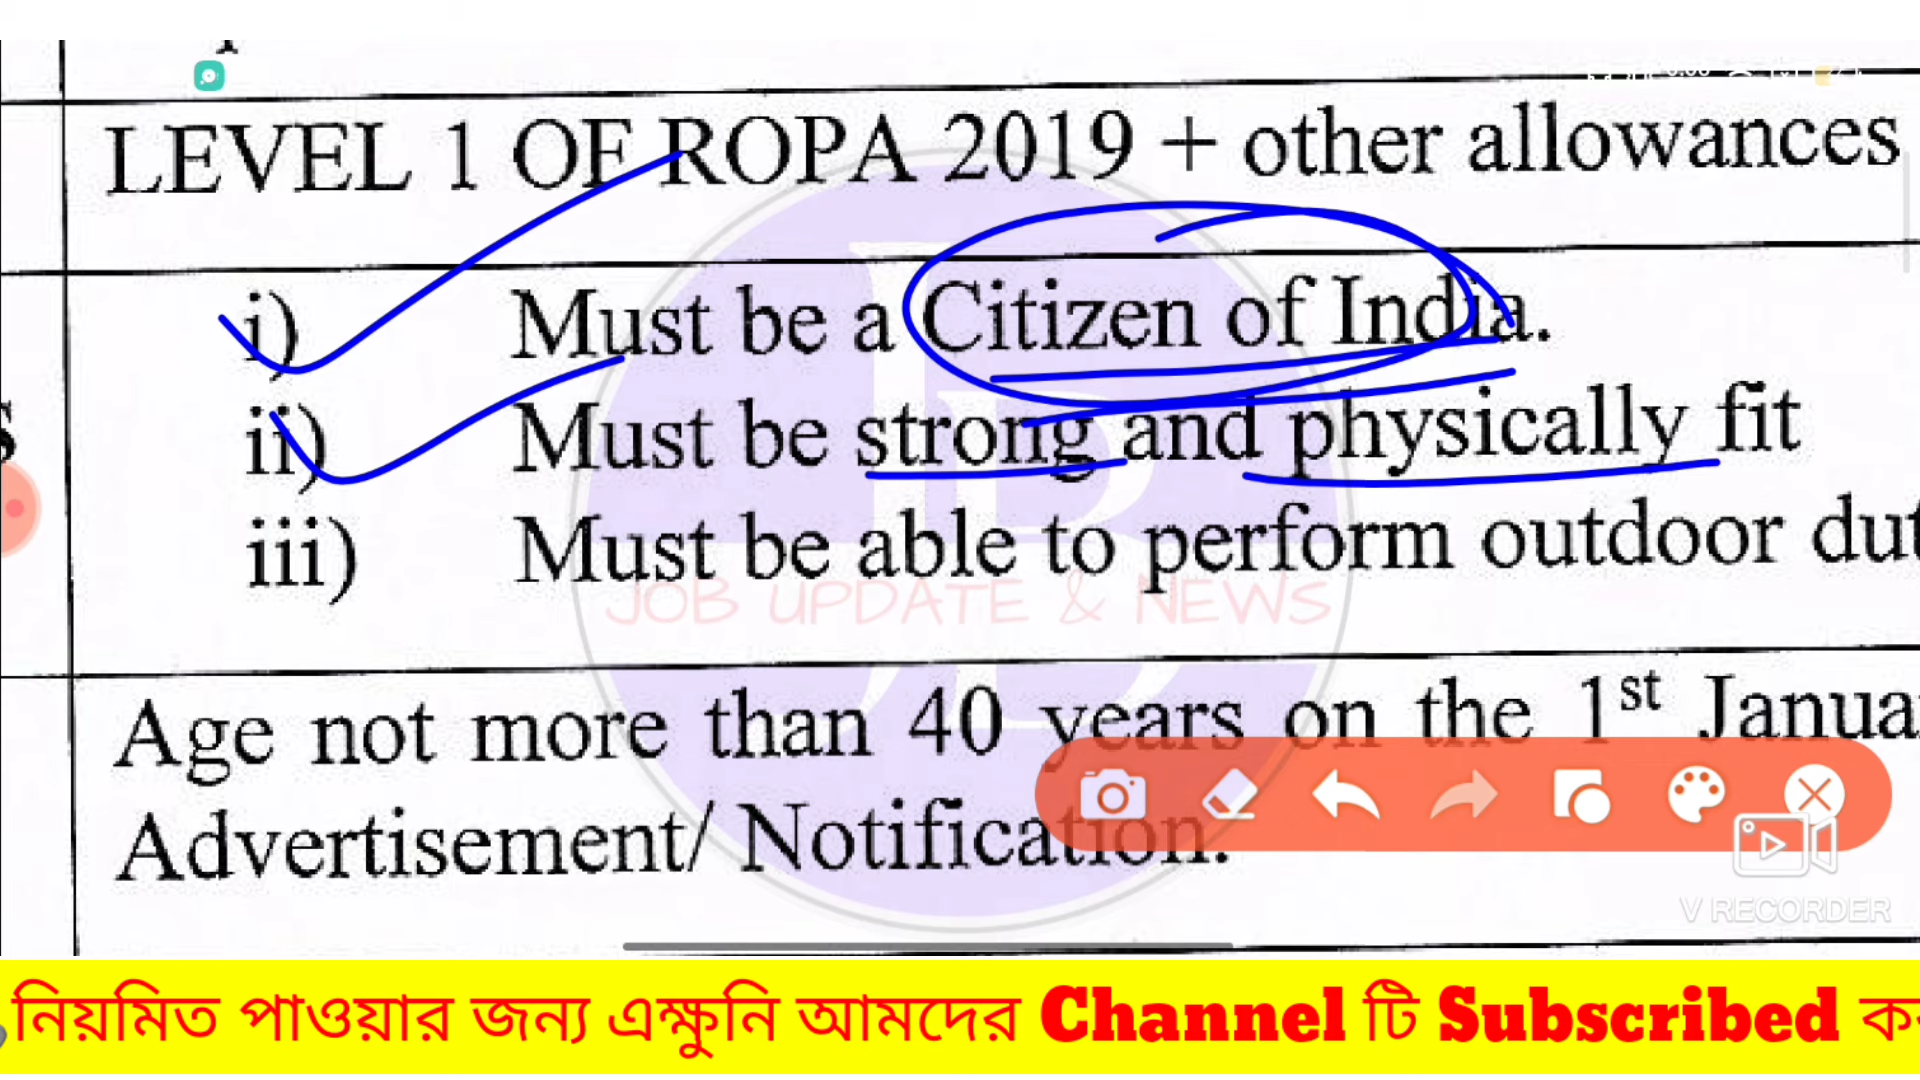 LEVEL 1 OF ROPA 2019 + other allowances
i) Must be a Citizen of India.
ii) Must be strong and physically fit
iii) Must be able to perform outdoor
JOB UPDATE & NEWS
Age not more than 40 years on the 1st
Advertisement/ Notification.
V RECORDER
নিয়মিত পাওয়ার জন্য এক্ষুনি আমদের Channel টি Subscribed